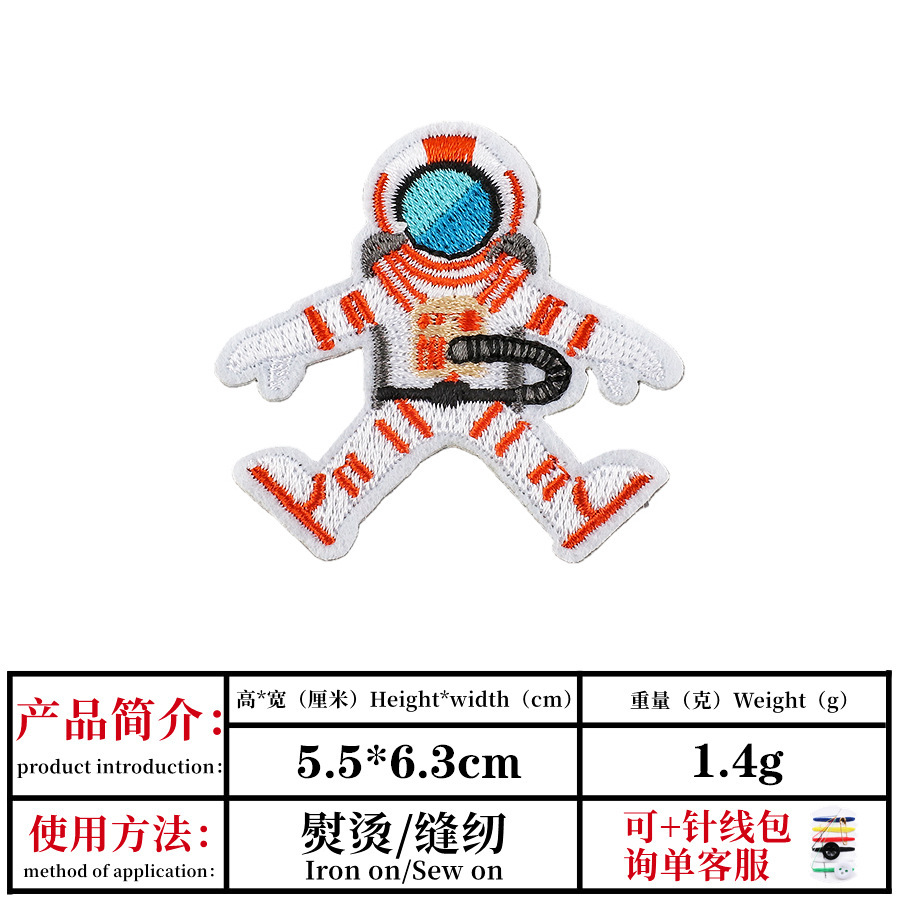 产品简介：
product introduction：
高*宽（厘米）Height*width（cm）
重量（克）Weight（g）
5.5*6.3cm
1.4g
使用方法：
method of application：
熨烫/缝纫
Iron on/Sew on
可+针线包
询单客服